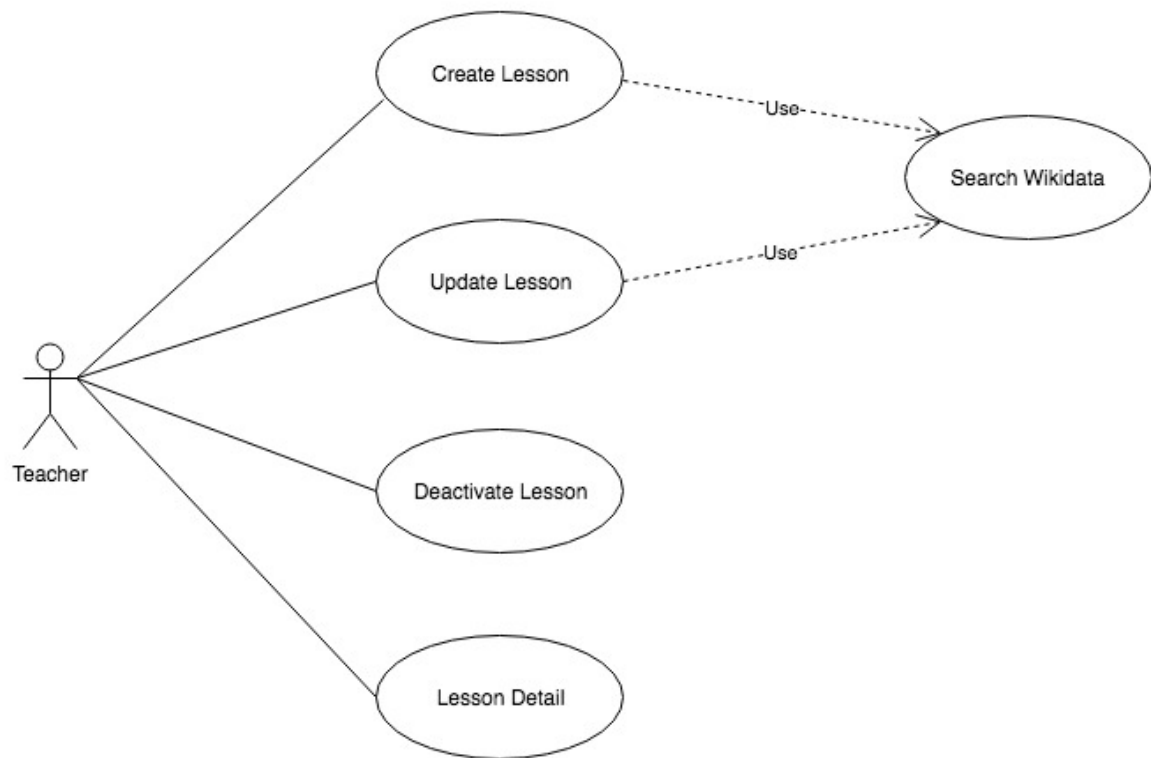 Create Lesson
Use
Search Wikidata
Update Lesson
Use
Teacher
Deactivate Lesson
Lesson Detail